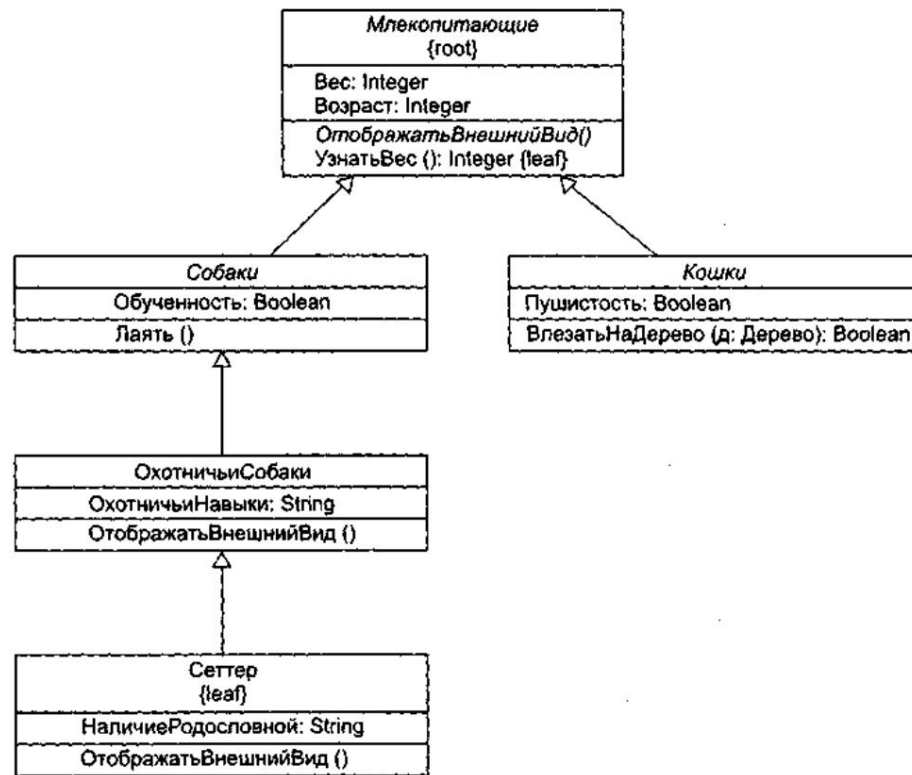 Млекопитающие
{root}
Вес: Integer
Возраст: Integer
ОтображатьВнешнийВид()
УзнатьВес (): Integer {leaf}
Собаки
Обученность: Boolean
Лаять ()
Кошки
Пушистость: Boolean
ВлезатьНаДерево (д: Дерево): Boolean
ОхотничьиСобаки
ОхотничьиНавыки: String
ОтображатьВнешнийВид ()
Сеттер
{leaf}
НаличиеРодословной: String
ОтображатьВнешнийВид ()